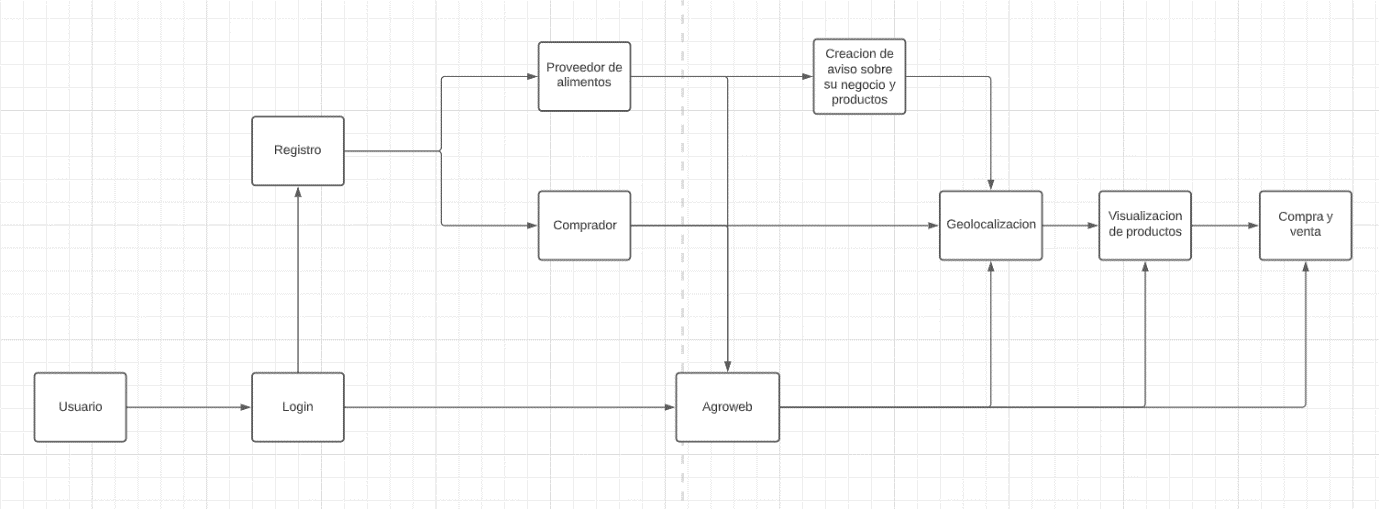 Proveedor de
alimentos
Creacion de
aviso sobre
su negocio y
productos
Registro
Comprador
Geolocalizacion
Visualizacion
de productos
Compra y
venta
Usuario
Login
Agroweb